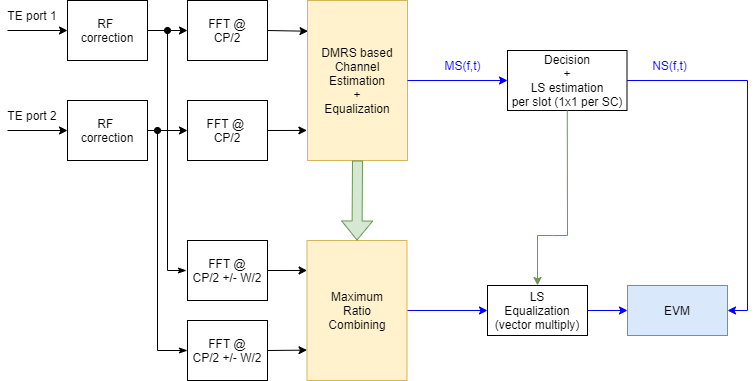 TE port 1
RF
correction
FFT @
CP/2
DMRS based
Channel
Estimation
+
Equalization
MS(f,t)
Decision
+
LS estimation
per slot (1x1 per SC)
NS(f,t)
TE port 2
RF
correction
FFT @
CP/2
FFT @
CP/2 +/- W/2
Maximum
Ratio
Combining
LS
Equalization
(vector multiply)
EVM
FFT @
CP/2 +/- W/2